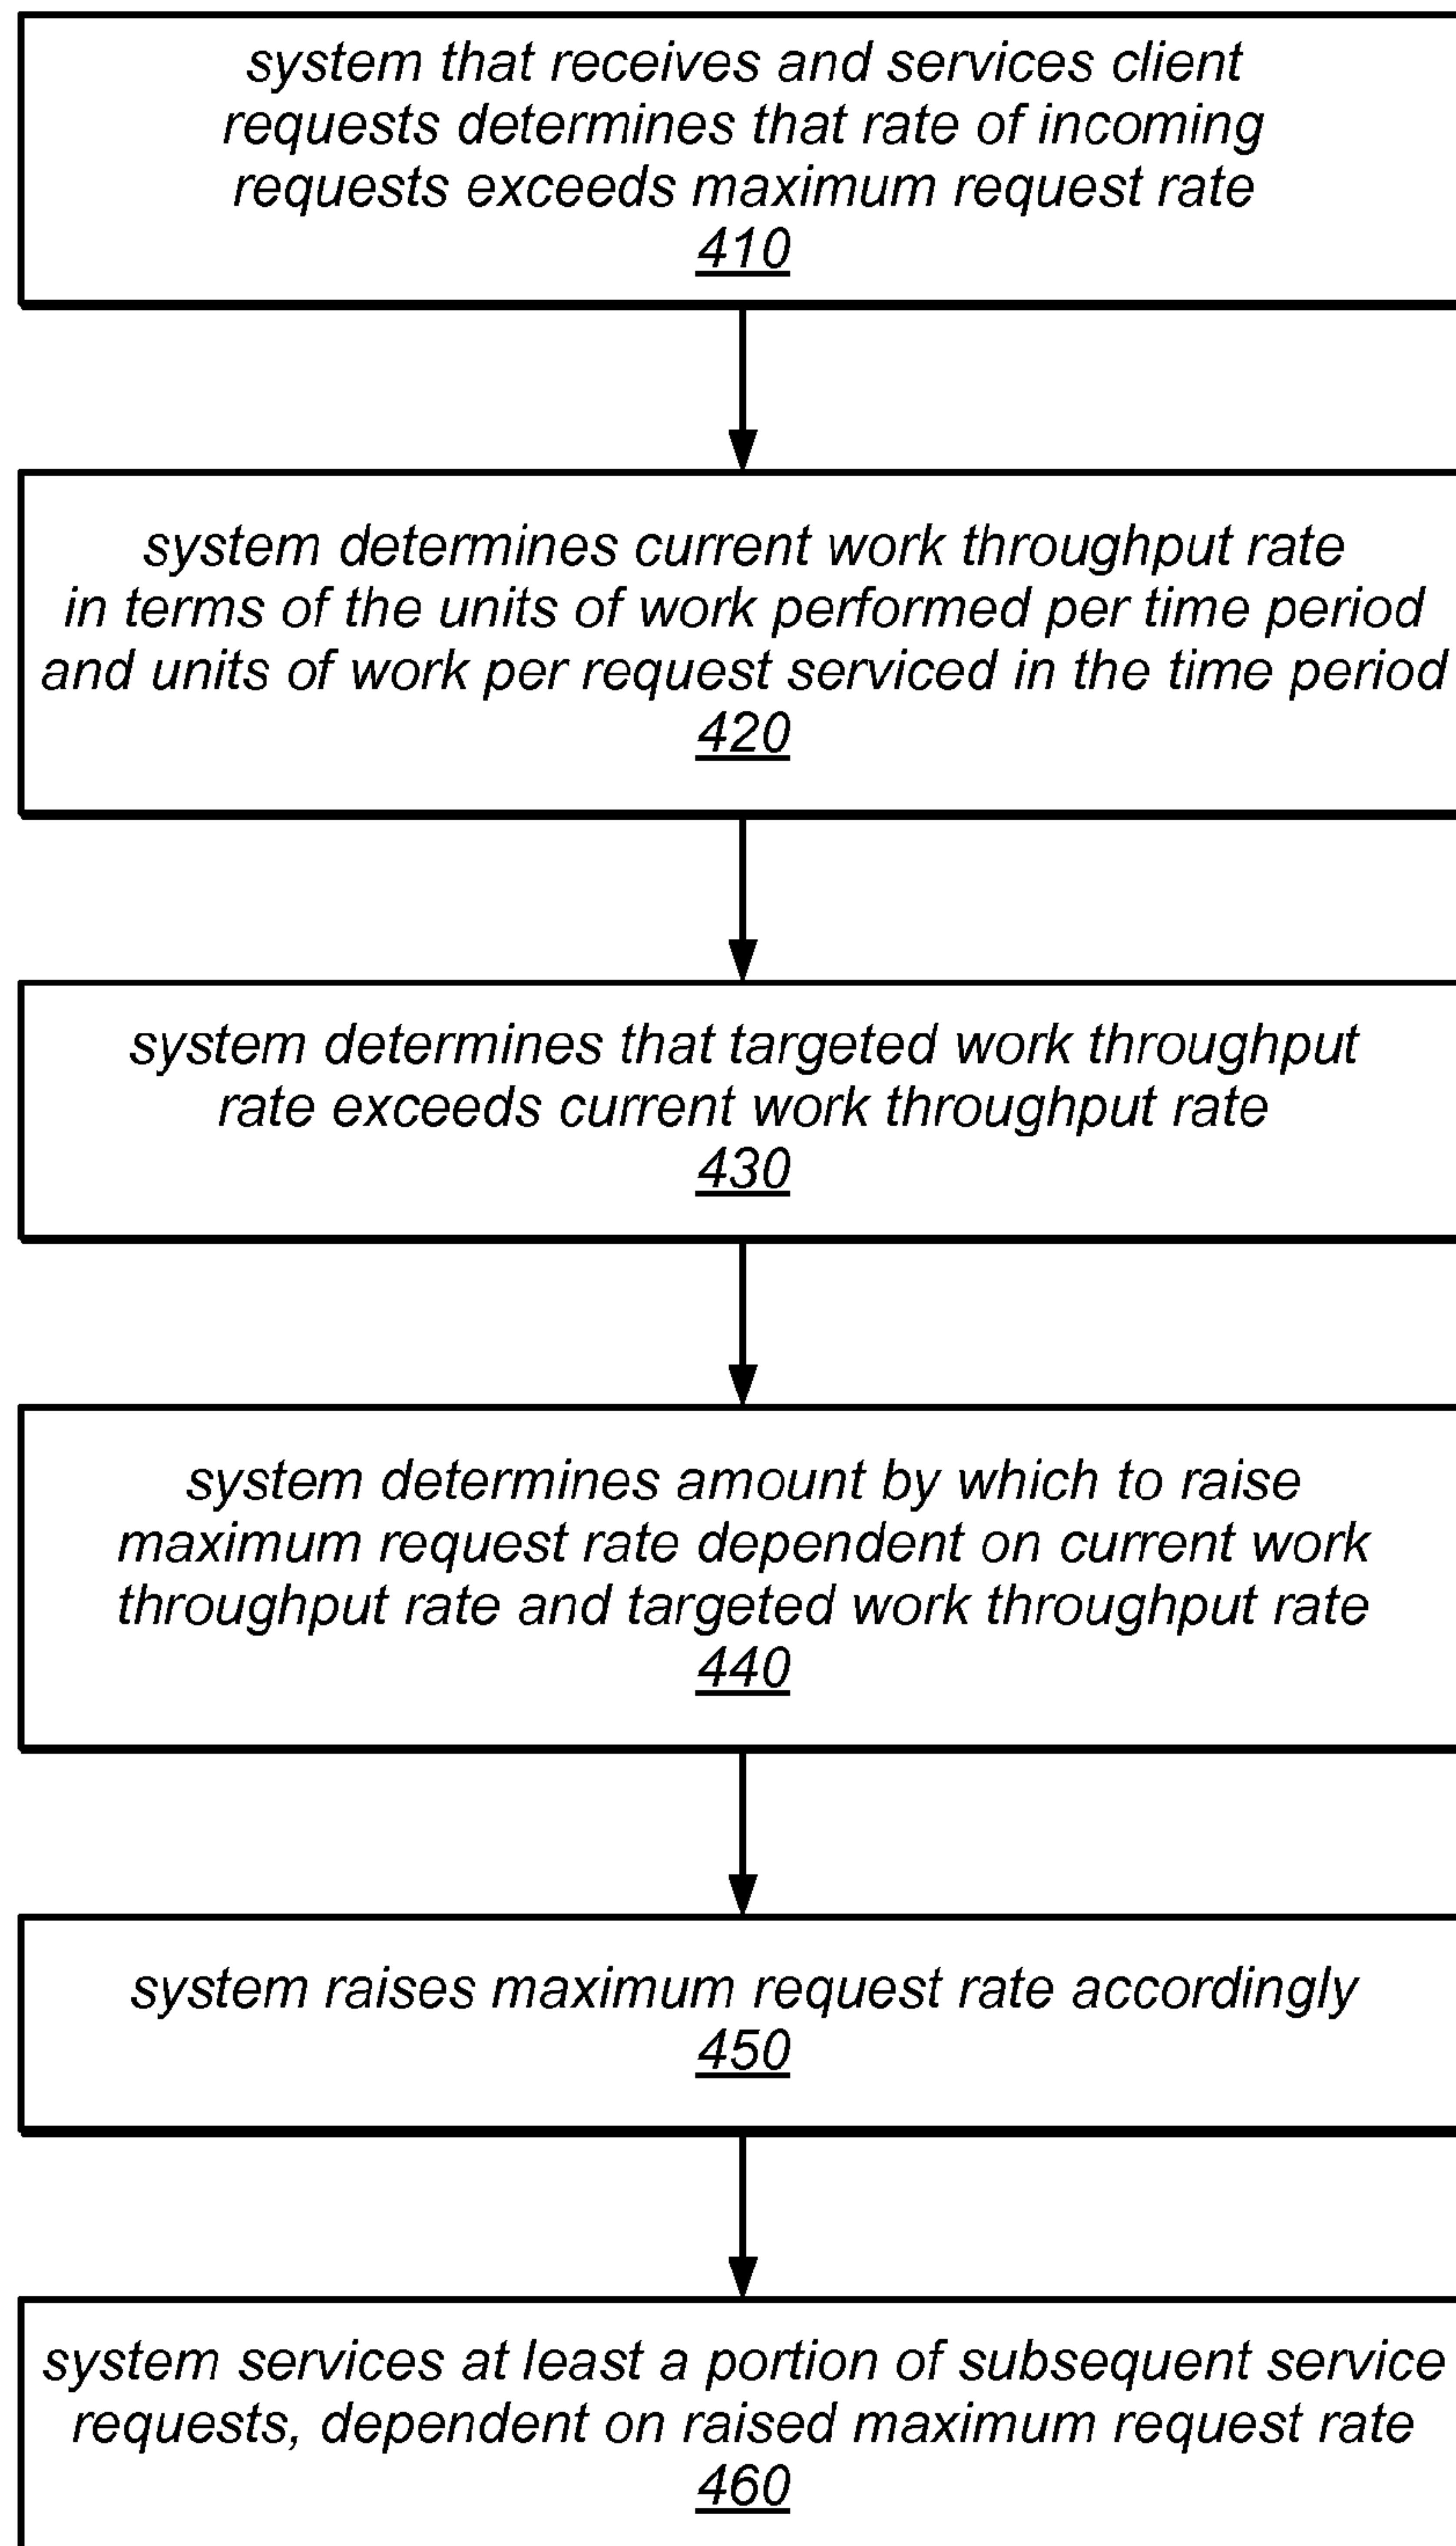 system that receives and services client
requests determines that rate of incoming
requests exceeds maximum request rate
410
system determines current work throughput rate
in terms of the units of work performed per time period
and units of work per request serviced in the time period
420
system determines that targeted work throughput
rate exceeds current work throughput rate
430
system determines amount by which to raise
maximum request rate dependent on current work
throughput rate and targeted work throughput rate
440
system raises maximum request rate accordingly
450
system services at least a portion of subsequent service
requests, dependent on raised maximum request rate
460